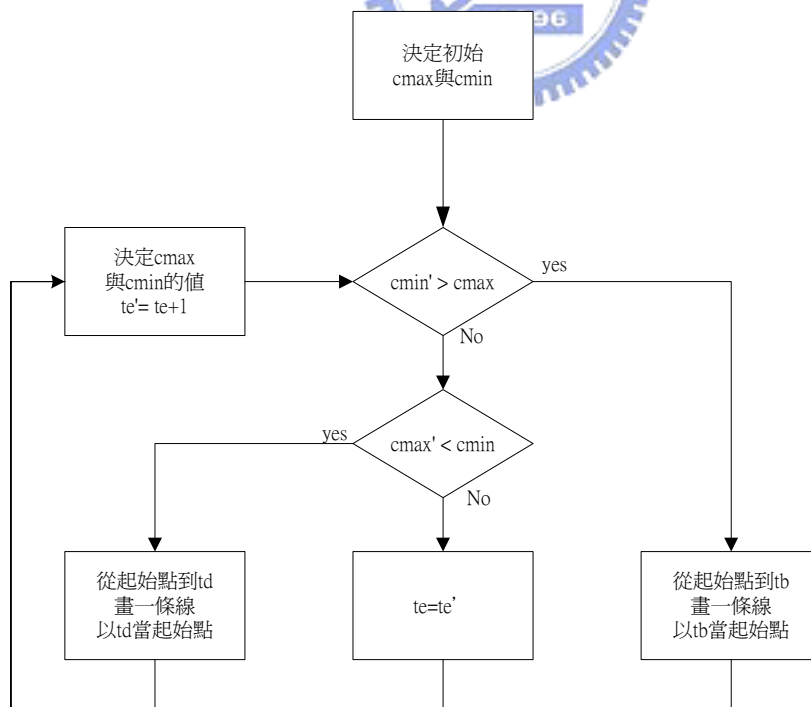 96
決定初始
cmax與cmin
決定cmax
與cmin的值
te'= te+1
cmin' > cmax
yes
No
yes
cmax' < cmin
No
從起始點到td
畫一條線
以td當起始點
te=te’
從起始點到tb
畫一條線
以tb當起始點